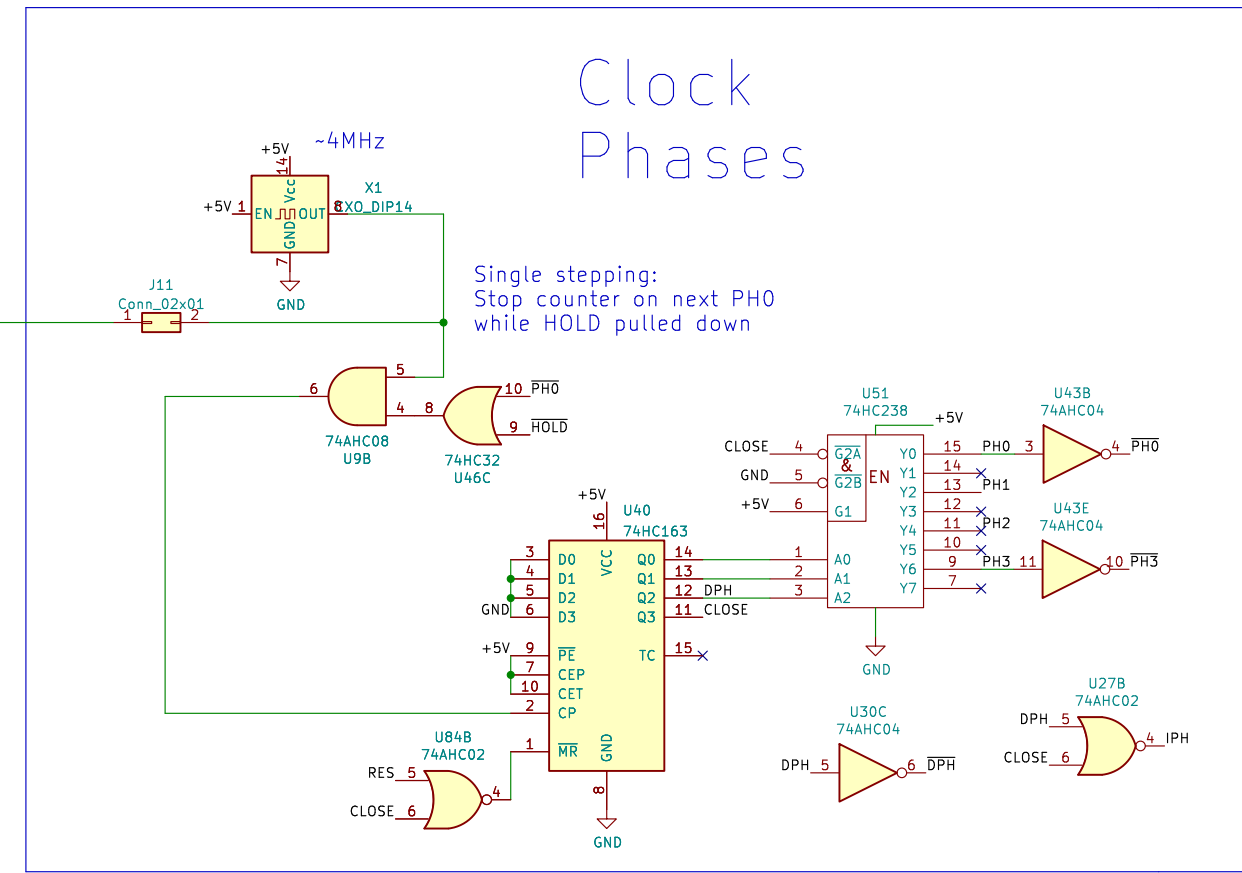 Clock
Phases
~4MHz
+5V
14
Vcc
X1
CXO_DIP14
+5V 1 EN OUT 8
GND
7
GND
J11
Conn_02x01
1 2
Single stepping:
Stop counter on next PH0
while HOLD pulled down
6 5
4
74AHC08
U9B
8 10 PH0
9 HOLD
74HC32
U46C
U51
74HC238
+5V
CLOSE 4 G2A
GND 5 G2B
+5V 6 G1
& EN
1 A0
2 A1
3 A2
Y0 15 PH0
Y1 14
Y2 13 PH1
Y3 12
Y4 11 PH2
Y5 10
Y6 9 PH3
Y7 7
GND
U43B
74AHC04
3 4 PH0
U43E
74AHC04
11 10 PH3
+5V
16
VCC
U40
74HC163
3 D0
4 D1
5 D2
GND 6 D3
+5V 9 PE
7 CEP
10 CET
2 CP
1 MR
Q0 14
Q1 13
Q2 12 DPH
Q3 11 CLOSE
TC 15
GND
8
GND
U84B
74AHC02
RES 5
CLOSE 6
4
U30C
74AHC04
DPH 5 6 DPH
U27B
74AHC02
DPH 5
CLOSE 6
4 IPH